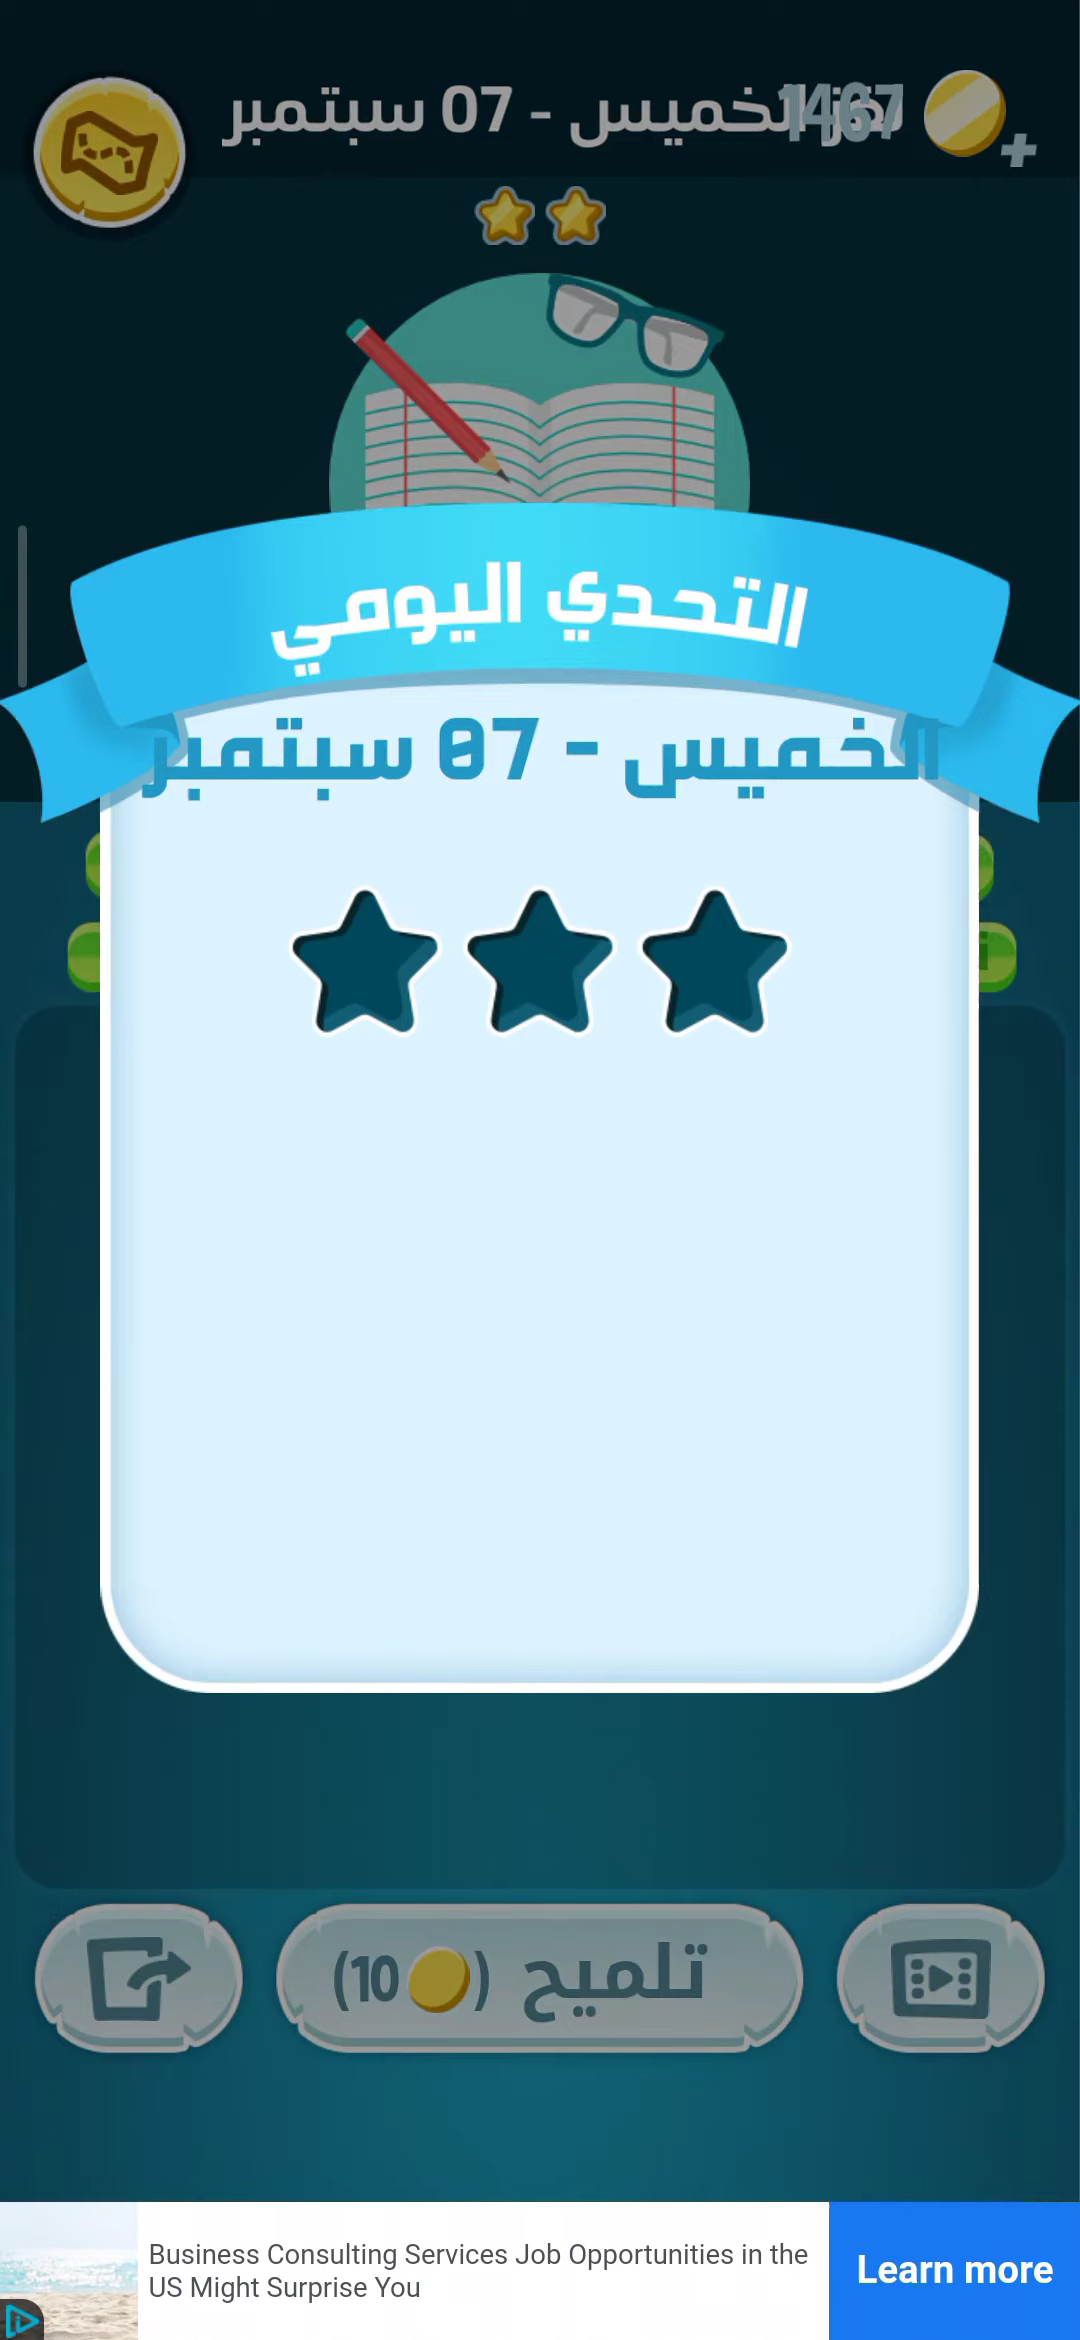 الخميس - 07 سبتمبر
1467
التحدي اليومي
الخميس - 07 سبتمبر
تلميح (10)
Business Consulting Services Job Opportunities in the
US Might Surprise You
Learn more